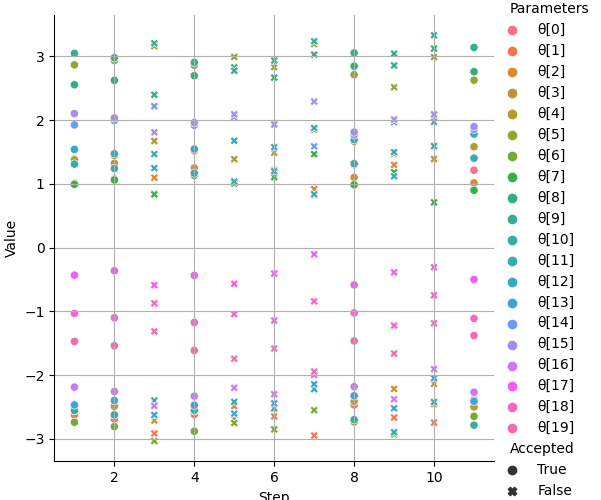 Parameters
θ[0]
θ[1]
θ[2]
θ[3]
θ[4]
θ[5]
θ[6]
θ[7]
θ[8]
θ[9]
θ[10]
θ[11]
θ[12]
θ[13]
θ[14]
θ[15]
θ[16]
θ[17]
θ[18]
θ[19]
Accepted
True
False
Value
3
2
1
0
−1
−2
−3
2 4 6 8 10
Step